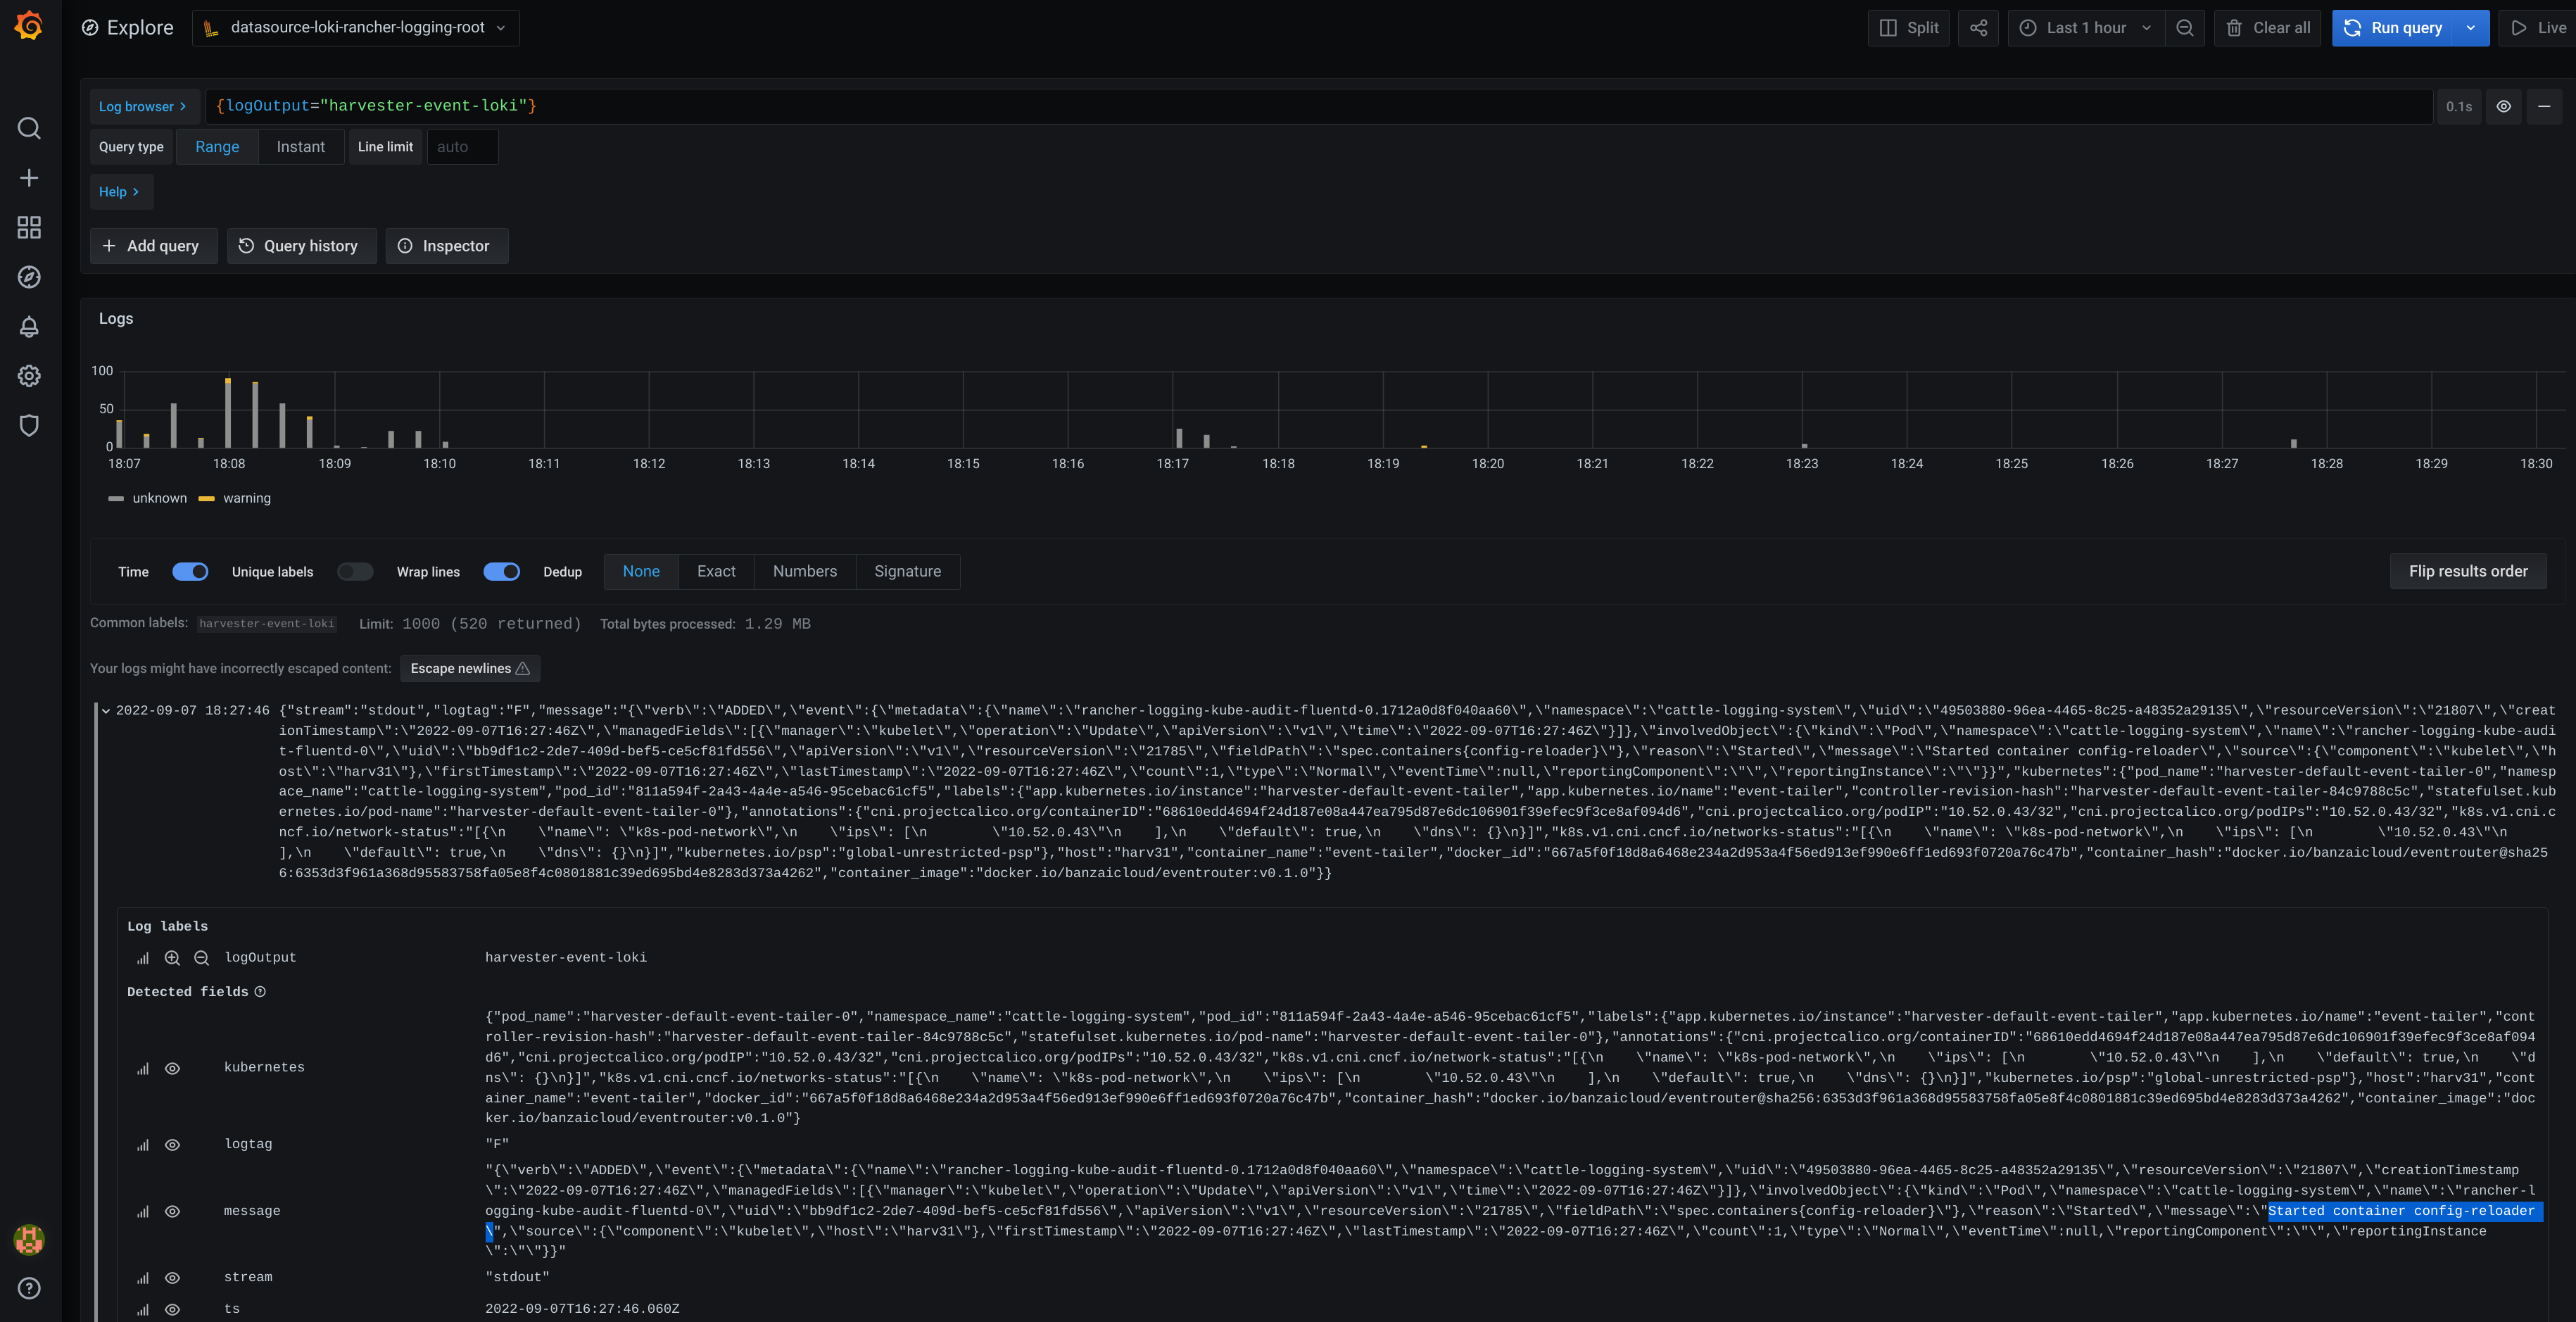 Explore datasource-loki-rancher-logging-root Split Last 1 hour Clear all Run query Live
Log browser > {logOutput="harvester-event-loki"} 0.1s
Query type Range Instant Line limit auto
Help >
+ Add query Query history Inspector
Logs
100
50
0
18:07 18:08 18:09 18:10 18:11 18:12 18:13 18:14 18:15 18:16 18:17 18:18 18:19 18:20 18:21 18:22 18:23 18:24 18:25 18:26 18:27 18:28 18:29 18:30
unknown warning
Time Unique labels Wrap lines Dedup None Exact Numbers Signature Flip results order
Common labels: harvester-event-loki Limit: 1000 (520 returned) Total bytes processed: 1.29 MB
Your logs might have incorrectly escaped content: Escape newlines
2022-09-07 18:27:46 {"stream":"stdout","logtag":"F","message":"{\"verb\":\"ADDED\",\"event\":{\"metadata\":{\"name\":\"rancher-logging-kube-audit-fluentd-0.1712a0d8f040aa60\",\"namespace\":\"cattle-logging-system\",\"uid\":\"49503880-96ea-4465-8c25-a48352a29135\",\"resourceVersion\":\"21807\",\"creat
ionTimestamp\":\"2022-09-07T16:27:46Z\",\"managedFields\":[{\"manager\":\"kubelet\",\"operation\":\"Update\",\"apiVersion\":\"v1\",\"time\":\"2022-09-07T16:27:46Z\"}]},\"involvedObject\":{\"kind\":\"Pod\",\"namespace\":\"cattle-logging-system\",\"name\":\"rancher-logging-kube-audi
t-fluentd-0\",\"uid\":\"bb9df1c2-2de7-409d-bef5-ce5cf81fd556\",\"apiVersion\":\"v1\",\"resourceVersion\":\"21785\",\"fieldPath\":\"spec.containers{config-reloader}\"},\"reason\":\"Started\",\"message\":\"Started container config-reloader\",\"source\":{\"component\":\"kubelet\",\"h
ost\":\"harv31\"},\"firstTimestamp\":\"2022-09-07T16:27:46Z\",\"lastTimestamp\":\"2022-09-07T16:27:46Z\",\"count\":1,\"type\":\"Normal\",\"eventTime\":null,\"reportingComponent\":\"\",\"reportingInstance\":\"\"}}","kubernetes":{"pod_name":"harvester-default-event-tailer-0","namesp
ace_name":"cattle-logging-system","pod_id":"811a594f-2a43-4a4e-a546-95cebac61cf5","labels":{"app.kubernetes.io/instance":"harvester-default-event-tailer","app.kubernetes.io/name":"event-tailer","controller-revision-hash":"harvester-default-event-tailer-84c9788c5c","statefulset.kub
ernetes.io/pod-name":"harvester-default-event-tailer-0"},"annotations":{"cni.projectcalico.org/containerID":"68610edd4694f24d187e08a447ea795d87e6dc106901f39efec9f3ce8af094d6","cni.projectcalico.org/podIP":"10.52.0.43/32","cni.projectcalico.org/podIPs":"10.52.0.43/32","k8s.v1.cni.c
ncf.io/network-status":"[{\n    \"name\": \"k8s-pod-network\",\n    \"ips\": [\n        \"10.52.0.43\"\n    ],\n    \"default\": true,\n    \"dns\": {}\n}]","k8s.v1.cni.cncf.io/networks-status":"[{\n    \"name\": \"k8s-pod-network\",\n    \"ips\": [\n        \"10.52.0.43\"\n
],\n    \"default\": true,\n    \"dns\": {}\n}]","kubernetes.io/psp":"global-unrestricted-psp"},"host":"harv31","container_name":"event-tailer","docker_id":"667a5f0f18d8a6468e234a2d953a4f56ed913ef990e6ff1ed693f0720a76c47b","container_hash":"docker.io/banzaicloud/eventrouter@sha25
6:6353d3f961a368d95583758fa05e8f4c0801881c39ed695bd4e8283d373a4262","container_image":"docker.io/banzaicloud/eventrouter:v0.1.0"}}
Log labels
logOutput harvester-event-loki
Detected fields
{"pod_name":"harvester-default-event-tailer-0","namespace_name":"cattle-logging-system","pod_id":"811a594f-2a43-4a4e-a546-95cebac61cf5","labels":{"app.kubernetes.io/instance":"harvester-default-event-tailer","app.kubernetes.io/name":"event-tailer","cont
roller-revision-hash":"harvester-default-event-tailer-84c9788c5c","statefulset.kubernetes.io/pod-name":"harvester-default-event-tailer-0"},"annotations":{"cni.projectcalico.org/containerID":"68610edd4694f24d187e08a447ea795d87e6dc106901f39efec9f3ce8af094
d6","cni.projectcalico.org/podIP":"10.52.0.43/32","cni.projectcalico.org/podIPs":"10.52.0.43/32","k8s.v1.cni.cncf.io/network-status":"[{\n    \"name\": \"k8s-pod-network\",\n    \"ips\": [\n        \"10.52.0.43\"\n    ],\n    \"default\": true,\n    \"d
kubernetes ns\": {}\n}]","k8s.v1.cni.cncf.io/networks-status":"[{\n    \"name\": \"k8s-pod-network\",\n    \"ips\": [\n        \"10.52.0.43\"\n    ],\n    \"default\": true,\n    \"dns\": {}\n}]","kubernetes.io/psp":"global-unrestricted-psp"},"host":"harv31","cont
ainer_name":"event-tailer","docker_id":"667a5f0f18d8a6468e234a2d953a4f56ed913ef990e6ff1ed693f0720a76c47b","container_hash":"docker.io/banzaicloud/eventrouter@sha256:6353d3f961a368d95583758fa05e8f4c0801881c39ed695bd4e8283d373a4262","container_image":"doc
ker.io/banzaicloud/eventrouter:v0.1.0"}
logtag "F"
"{\"verb\":\"ADDED\",\"event\":{\"metadata\":{\"name\":\"rancher-logging-kube-audit-fluentd-0.1712a0d8f040aa60\",\"namespace\":\"cattle-logging-system\",\"uid\":\"49503880-96ea-4465-8c25-a48352a29135\",\"resourceVersion\":\"21807\",\"creationTimestamp
\":\"2022-09-07T16:27:46Z\",\"managedFields\":[{\"manager\":\"kubelet\",\"operation\":\"Update\",\"apiVersion\":\"v1\",\"time\":\"2022-09-07T16:27:46Z\"}]},\"involvedObject\":{\"kind\":\"Pod\",\"namespace\":\"cattle-logging-system\",\"name\":\"rancher-l
message ogging-kube-audit-fluentd-0\",\"uid\":\"bb9df1c2-2de7-409d-bef5-ce5cf81fd556\",\"apiVersion\":\"v1\",\"resourceVersion\":\"21785\",\"fieldPath\":\"spec.containers{config-reloader}\"},\"reason\":\"Started\",\"message\":\"Started container config-reloader
\",\"source\":{\"component\":\"kubelet\",\"host\":\"harv31\"},\"firstTimestamp\":\"2022-09-07T16:27:46Z\",\"lastTimestamp\":\"2022-09-07T16:27:46Z\",\"count\":1,\"type\":\"Normal\",\"eventTime\":null,\"reportingComponent\":\"\",\"reportingInstance
\":\"\"}}"
stream "stdout"
ts 2022-09-07T16:27:46.060Z